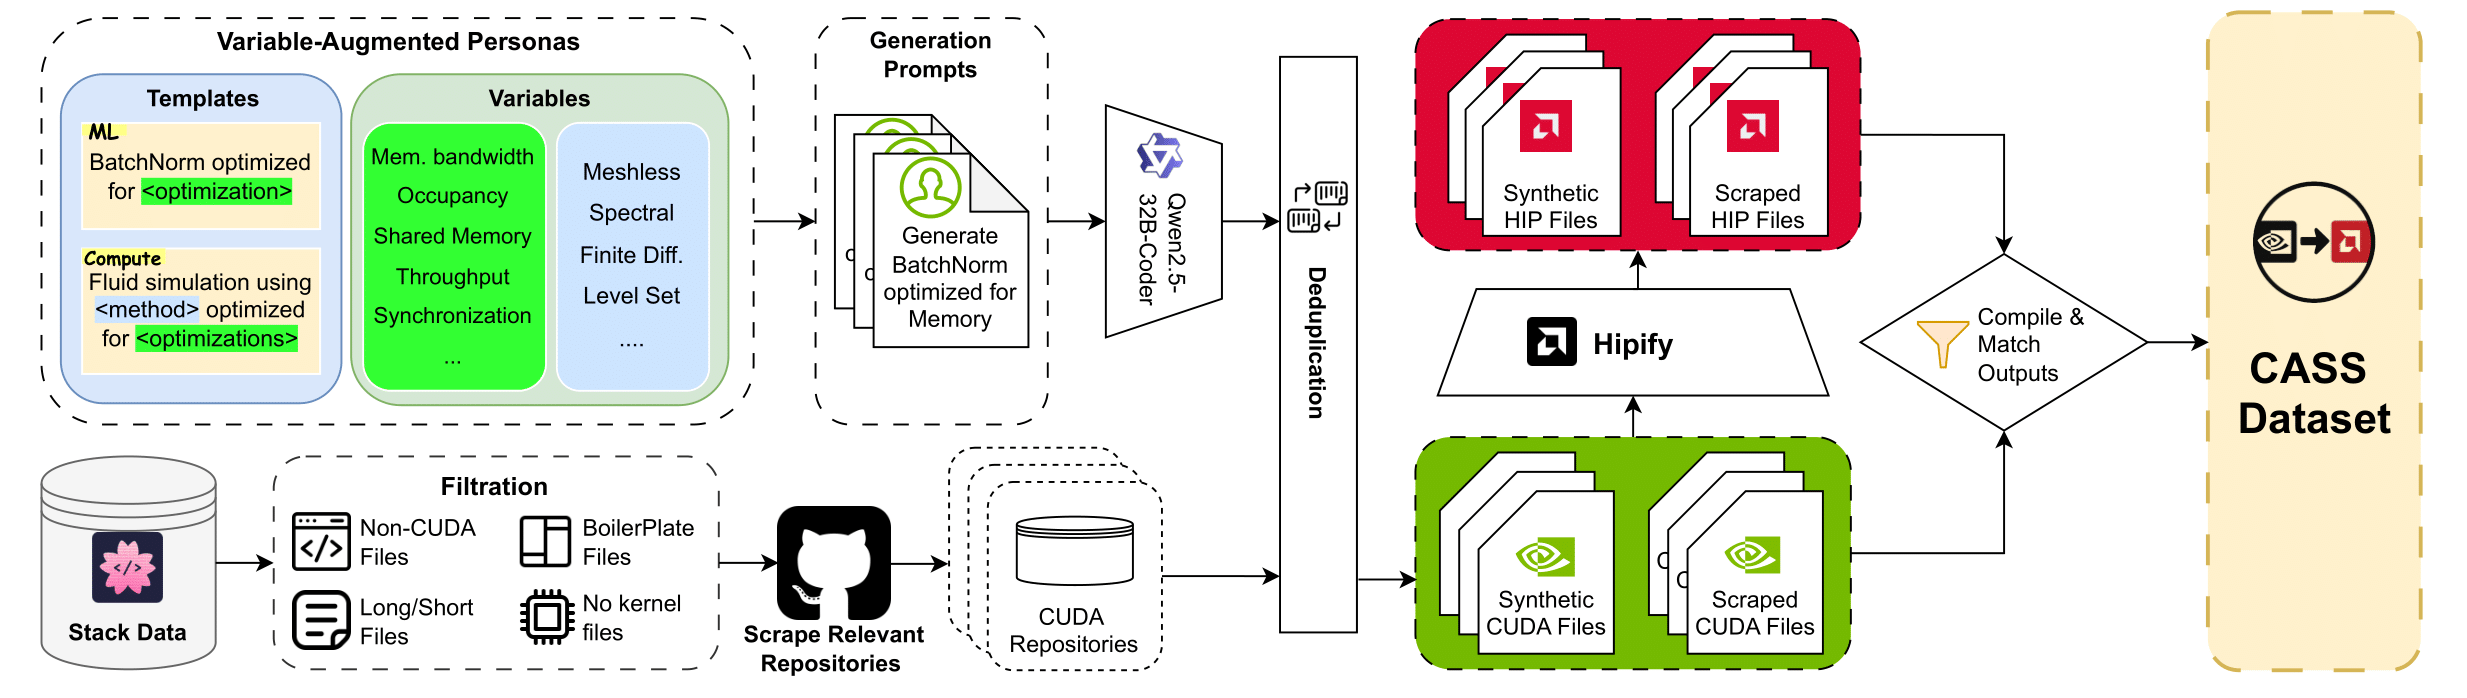 Variable-Augmented Personas
Templates
ML
BatchNorm optimized
for <optimization>
Compute
Fluid simulation using
<method> optimized
for <optimizations>
Variables
Mem. bandwidth
Occupancy
Shared Memory
Throughput
Synchronization
...
Meshless
Spectral
Finite Diff.
Level Set
....
Generation
Prompts
Generate
BatchNorm
optimized for
Memory
Qwen2.5-
32B-Coder
Deduplication
Stack Data
Filtration
Non-CUDA
Files
BoilerPlate
Files
Long/Short
Files
No kernel
files
Scrape Relevant
Repositories
CUDA
Repositories
Synthetic
HIP Files
Scraped
HIP Files
Hipify
Synthetic
CUDA Files
Scraped
CUDA Files
Compile &
Match
Outputs
CASS
Dataset